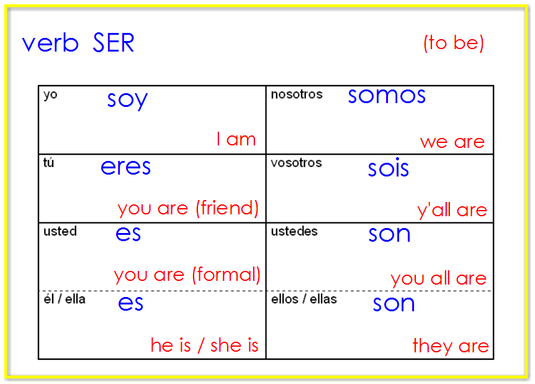 verb SER
(to be)
yo
soy
I am
nosotros
somos
we are
tú
eres
you are (friend)
vosotros
sois
y'all are
usted
es
you are (formal)
ustedes
son
you all are
él / ella
es
he is / she is
ellos / ellas
son
they are